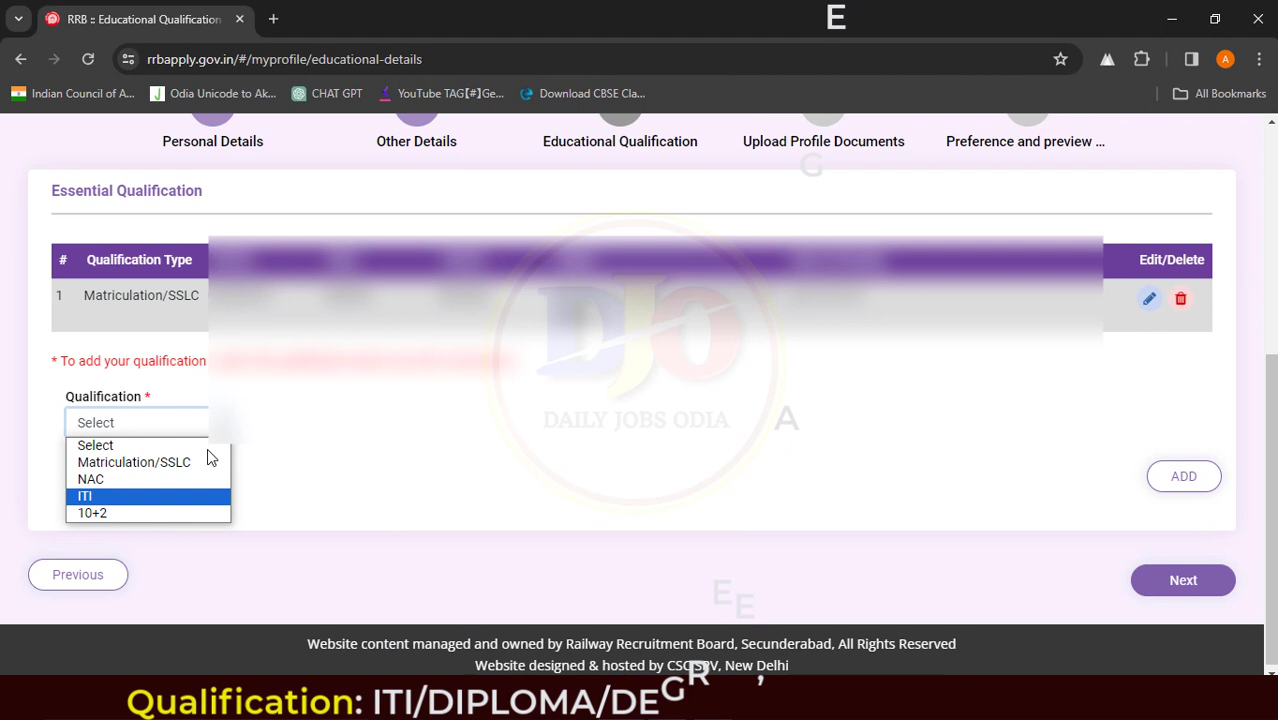 E
RRB :: Educational Qualification
rrbapply.gov.in/#/myprofile/educational-details
A
Indian Council of A...
Odia Unicode to Ak...
CHAT GPT
YouTube TAG【#】Ge...
Download CBSE Cla...
All Bookmarks
Personal Details
Other Details
Educational Qualification
Upload Profile Documents
Preference and preview ...
G
Essential Qualification
# Qualification Type
Edit/Delete
1 Matriculation/SSLC
* To add your qualification
DJO
DAILY JOBS ODIA
A
Qualification *
Select
Select
Matriculation/SSLC
NAC
ITI
10+2
ADD
Previous
Next
E E
Website content managed and owned by Railway Recruitment Board, Secunderabad, All Rights Reserved
Website designed & hosted by CSC SPV, New Delhi
Qualification: ITI/DIPLOMA/DEGR ,